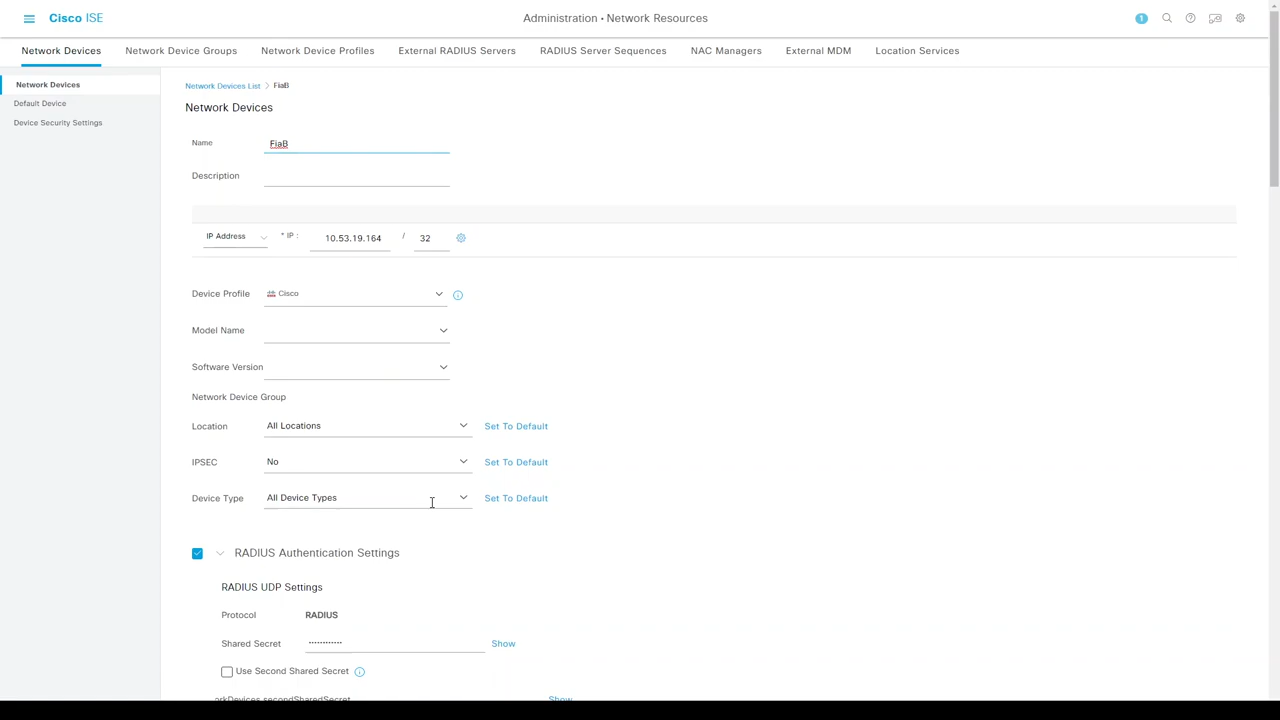 Cisco ISE
Administration • Network Resources
1
Network Devices
Network Device Groups
Network Device Profiles
External RADIUS Servers
RADIUS Server Sequences
NAC Managers
External MDM
Location Services
Network Devices
Default Device
Device Security Settings
Network Devices List > FiaB
Network Devices
Name FiaB
Description
IP Address * IP : 10.53.19.164 / 32
Device Profile Cisco
Model Name
Software Version
Network Device Group
Location All Locations Set To Default
IPSEC No Set To Default
Device Type All Device Types Set To Default
RADIUS Authentication Settings
RADIUS UDP Settings
Protocol RADIUS
Shared Secret ············ Show
Use Second Shared Secret
orkDevices.secondSharedSecret Show